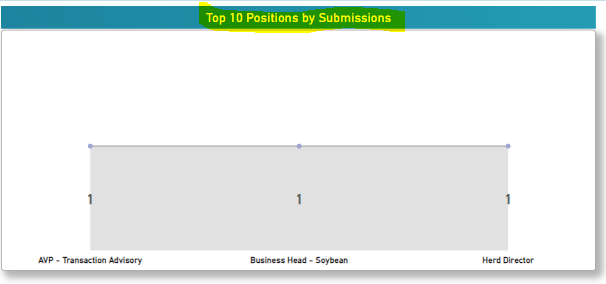 Top 10 Positions by Submissions
1 1 1
AVP - Transaction Advisory Business Head - Soybean Herd Director